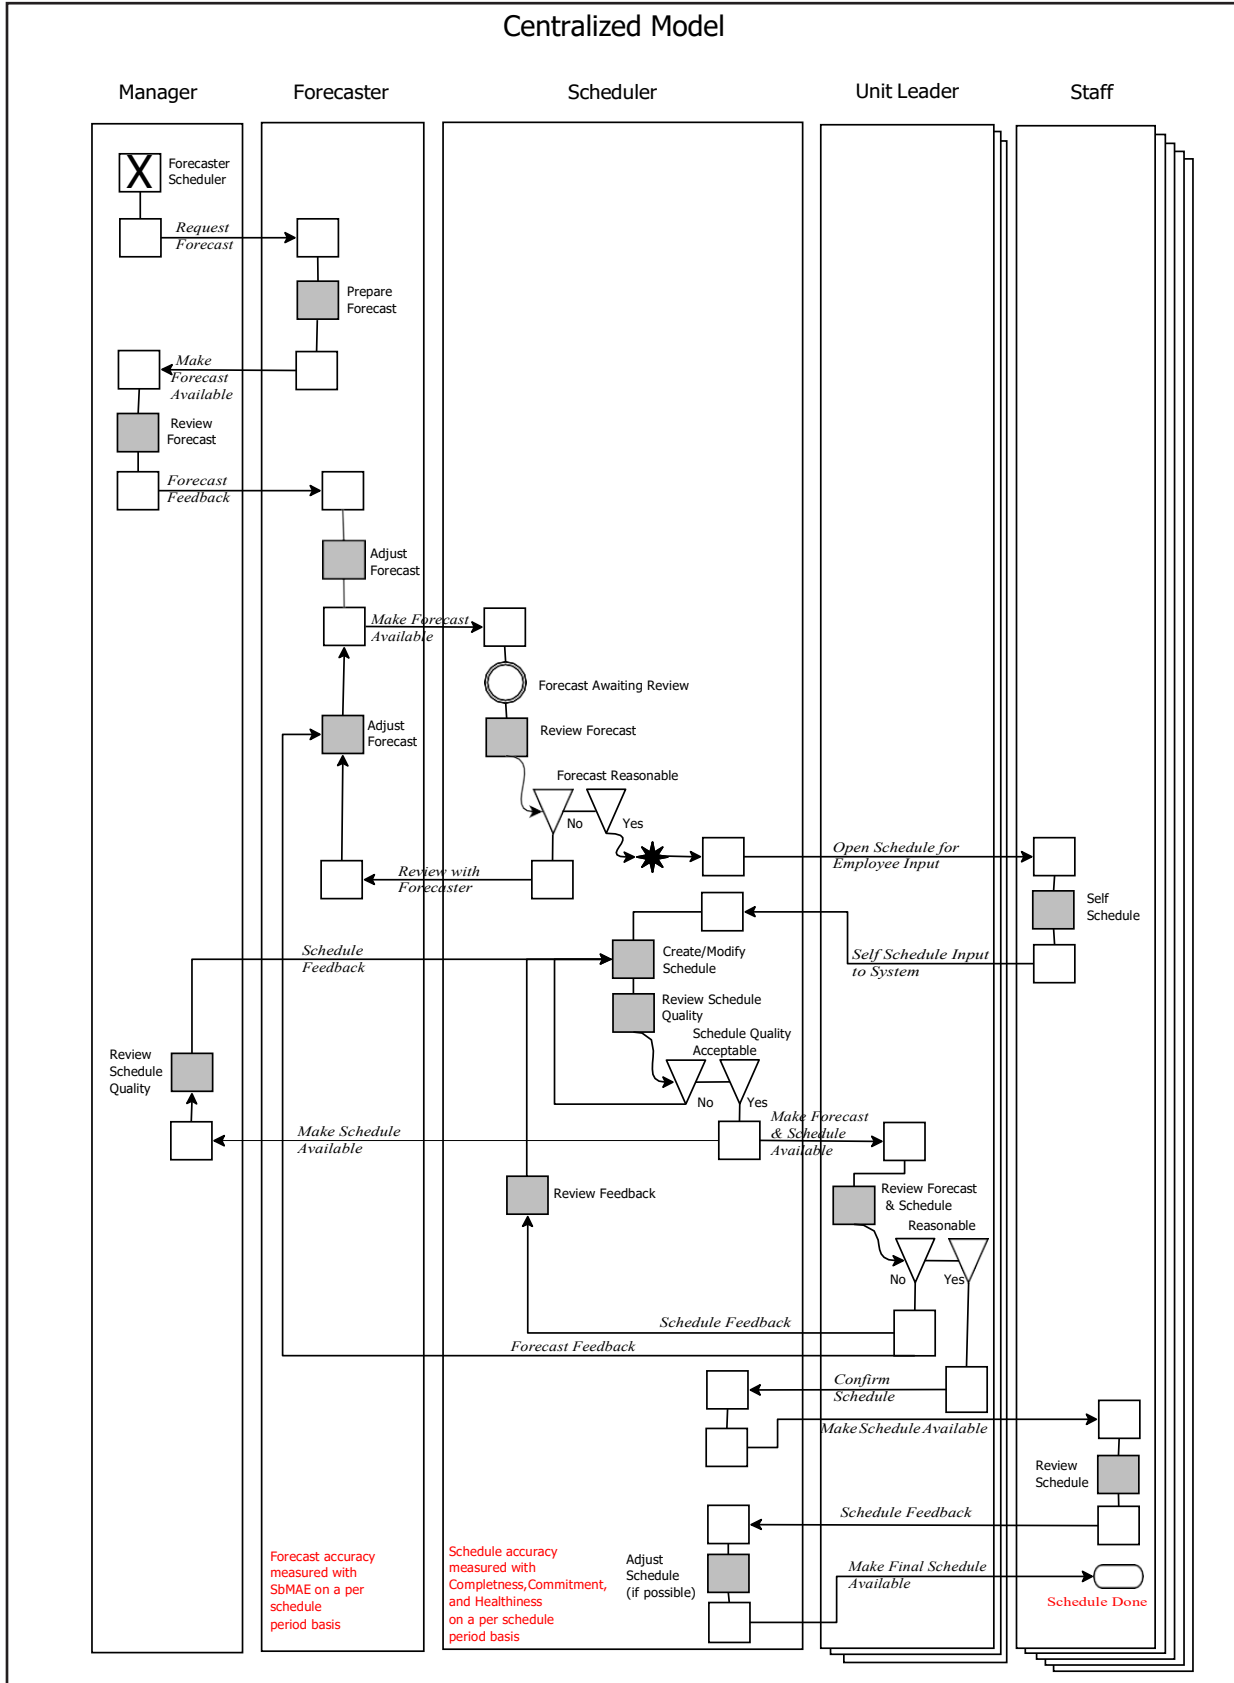 Centralized Model
Manager
Forecaster
Scheduler
Unit Leader
Staff
X
Forecaster
Scheduler
Request
Forecast
Prepare
Forecast
Make
Forecast
Available
Review
Forecast
Forecast
Feedback
Adjust
Forecast
Make Forecast
Available
Forecast Awaiting Review
Adjust
Forecast
Review Forecast
Forecast Reasonable
No
Yes
Open Schedule for
Employee Input
Review with
Forecaster
Self
Schedule
Schedule
Feedback
Create/Modify
Schedule
Self Schedule Input
to System
Review Schedule
Quality
Schedule Quality
Acceptable
Review
Schedule
Quality
No
Yes
Make Schedule
Available
Make Forecast
& Schedule
Available
Review Feedback
Review Forecast
& Schedule
Reasonable
No
Yes
Schedule Feedback
Forecast Feedback
Confirm
Schedule
Make Schedule Available
Review
Schedule
Schedule Feedback
Forecast accuracy
measured with
SbMAE on a per
schedule
period basis
Schedule accuracy
measured with
Completness,Commitment,
and Healthiness
on a per schedule
period basis
Adjust
Schedule
(if possible)
Make Final Schedule
Available
Schedule Done